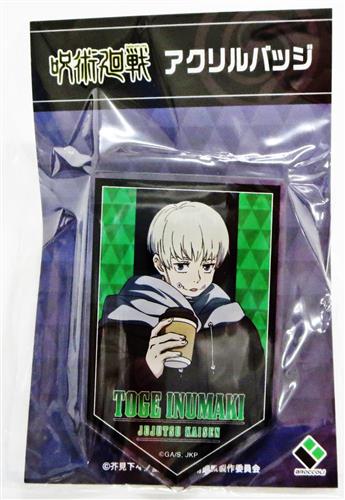 呪術廻戦 アクリルバッジ
TOGE INUMAKI
JUJUTSU KAISEN
©GA/S, JKP
©芥見下々／製作委員会
BROCCOLI